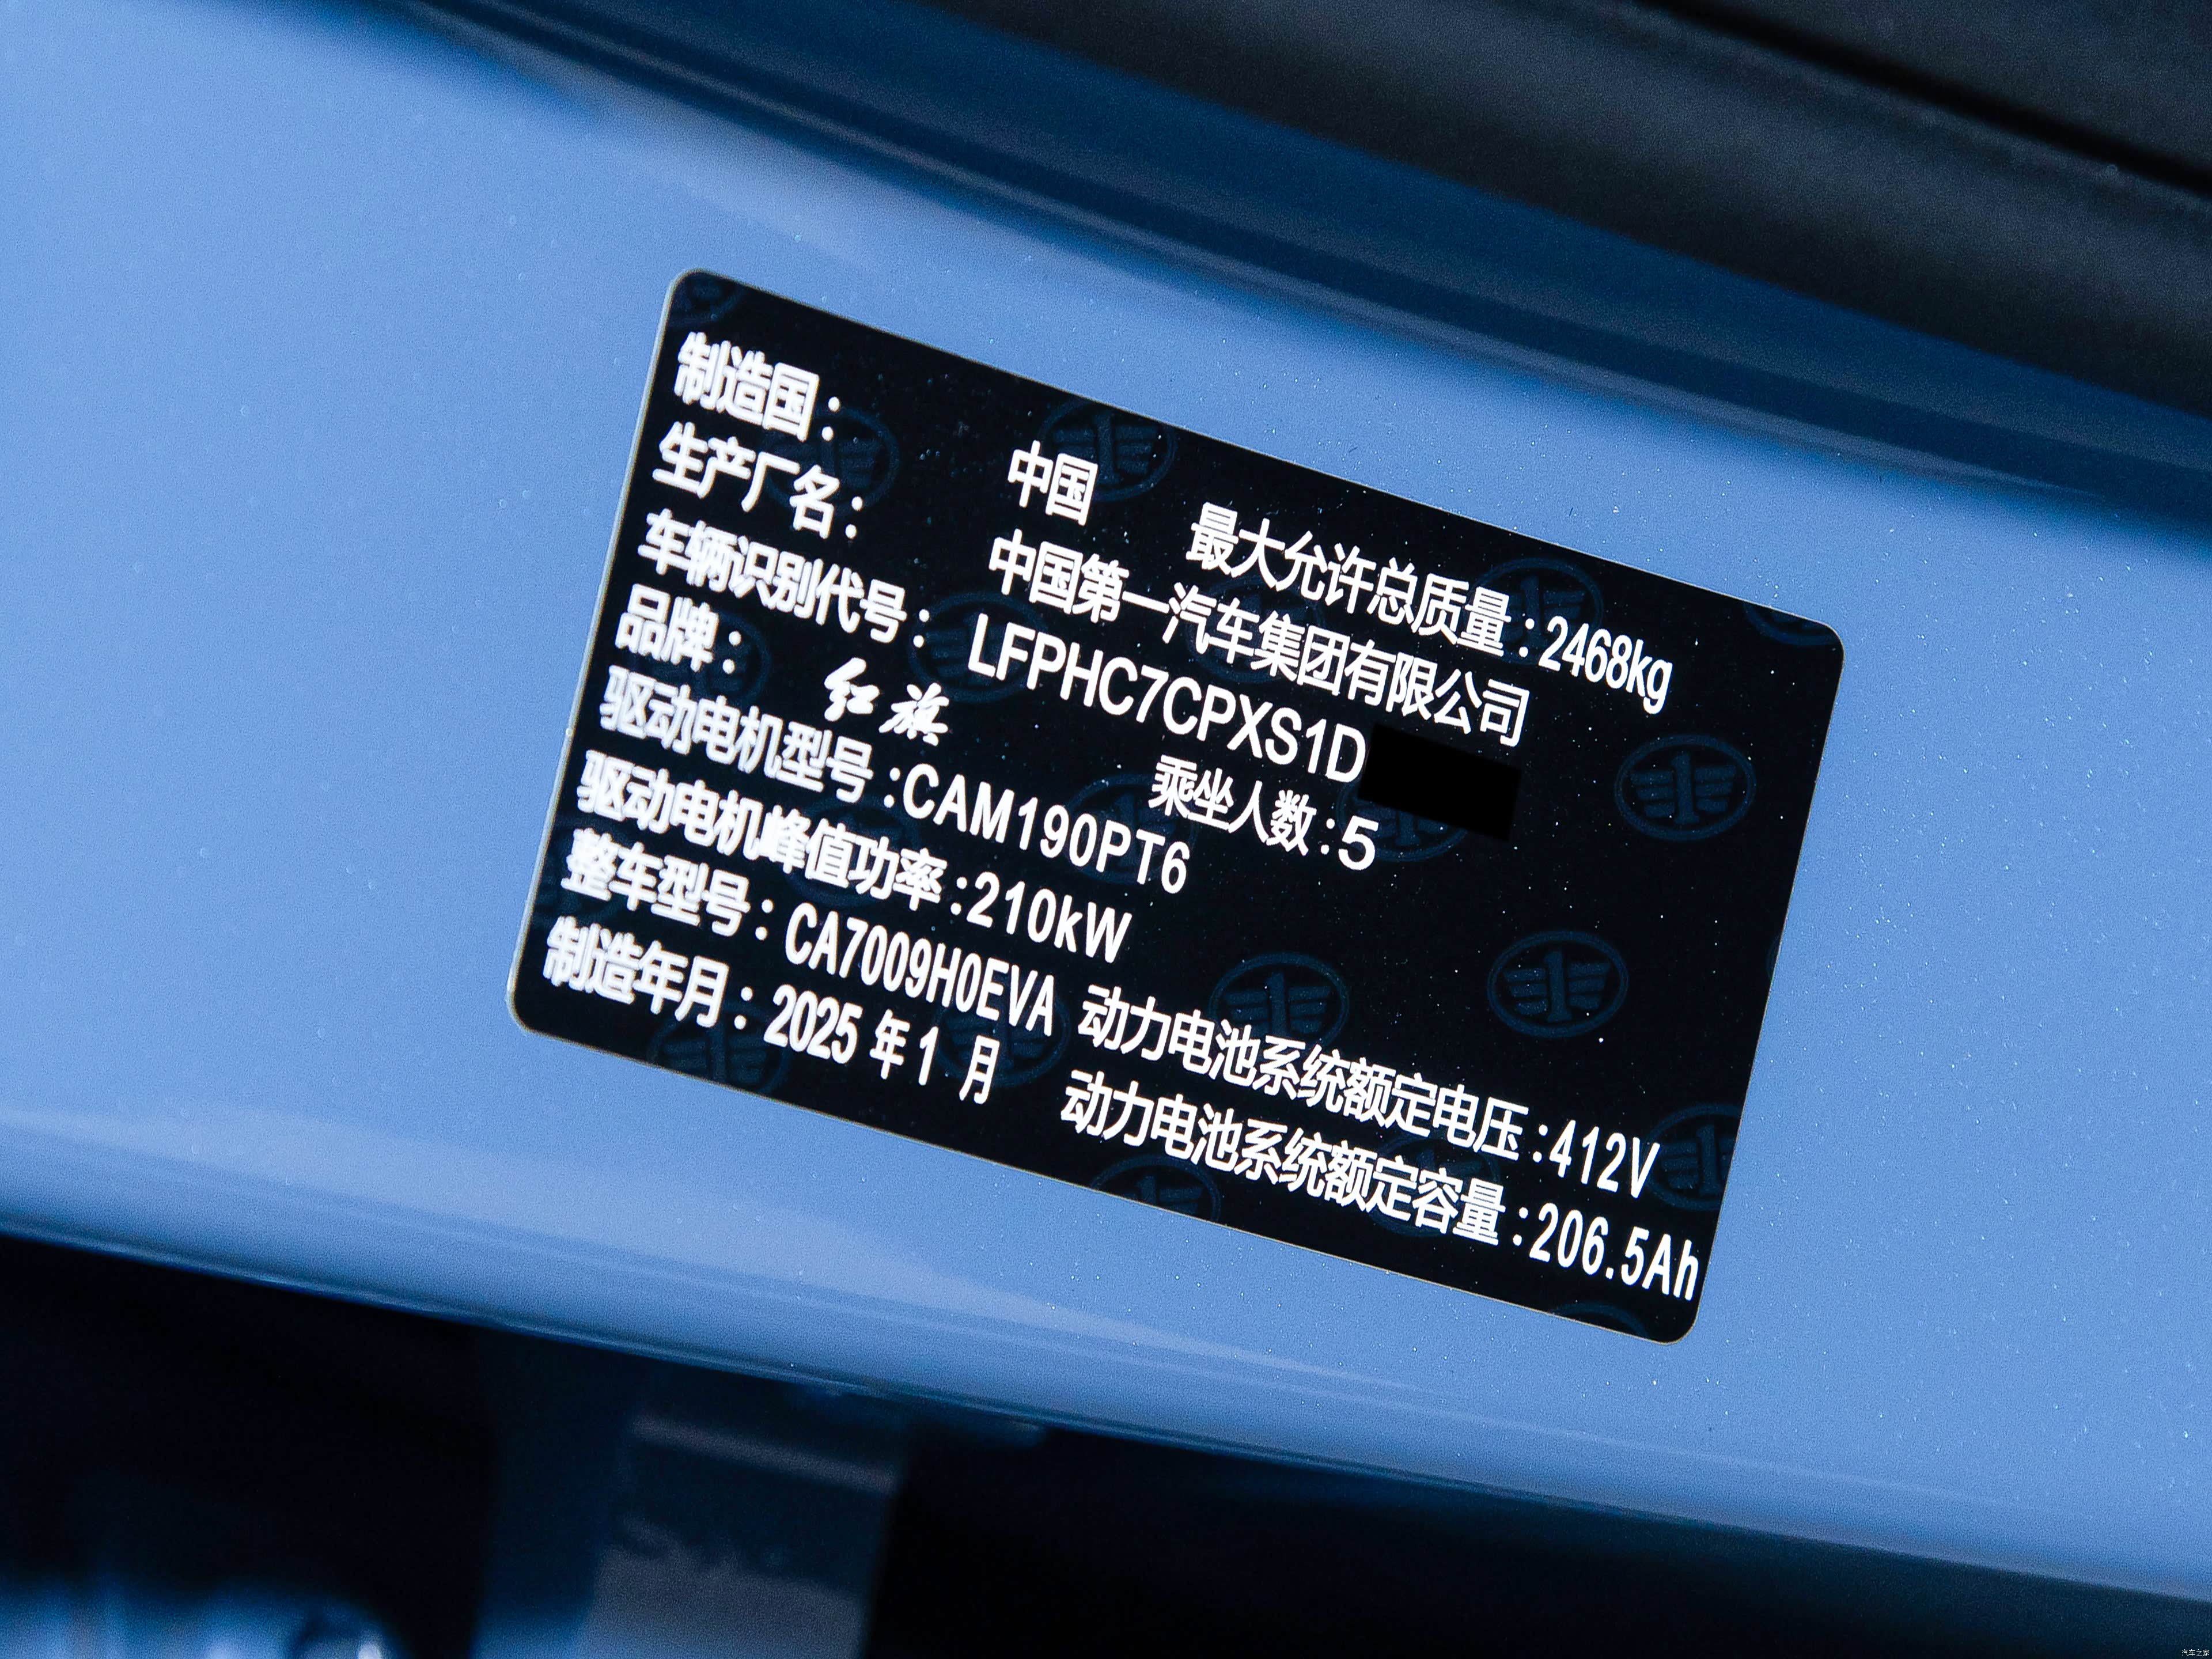 制造国： 中国 最大允许总质量：2468kg
生产厂名： 中国第一汽车集团有限公司
车辆识别代号： LFPHC7CPXS1D
品牌： 红旗 乘坐人数：5
驱动电机型号：CAM190PT6
驱动电机峰值功率：210kW
整车型号：CA7009H0EVA 动力电池系统额定电压：412V
制造年月：2025年1月 动力电池系统额定容量：206.5Ah
汽车之家